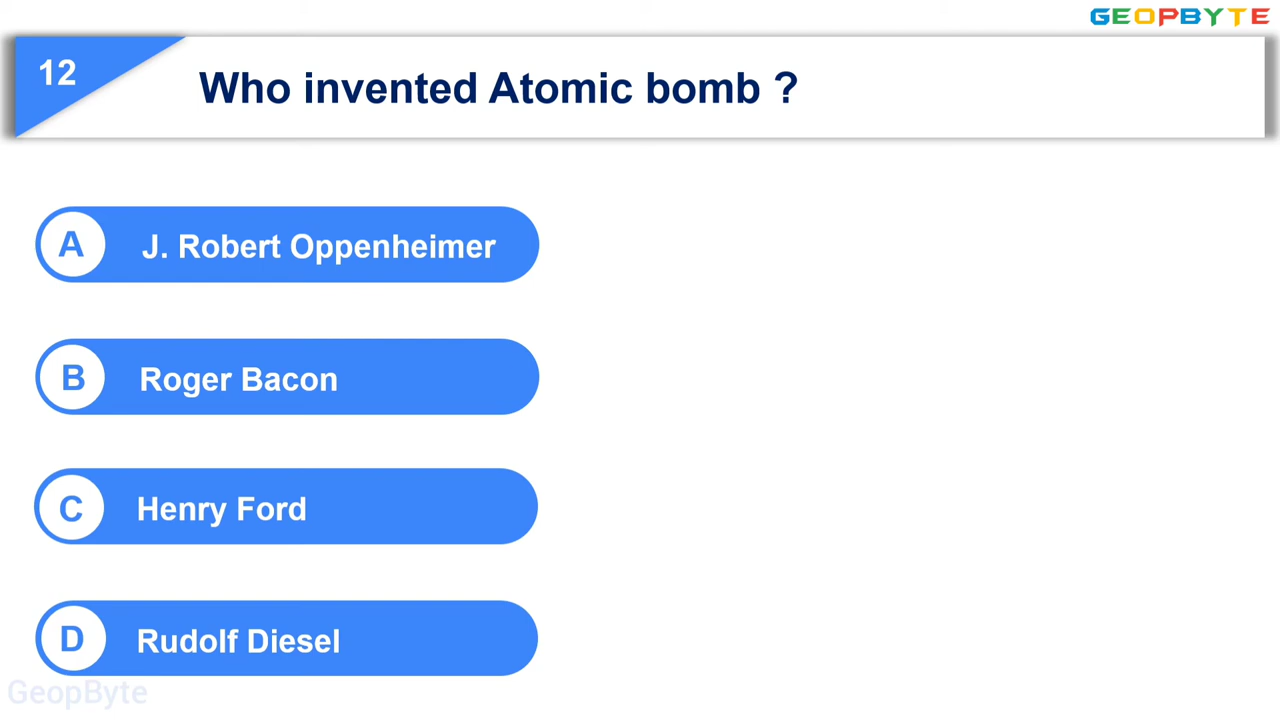 GEOPBYTE
12
Who invented Atomic bomb ?
A
J. Robert Oppenheimer
B
Roger Bacon
C
Henry Ford
D
Rudolf Diesel
GeopByte